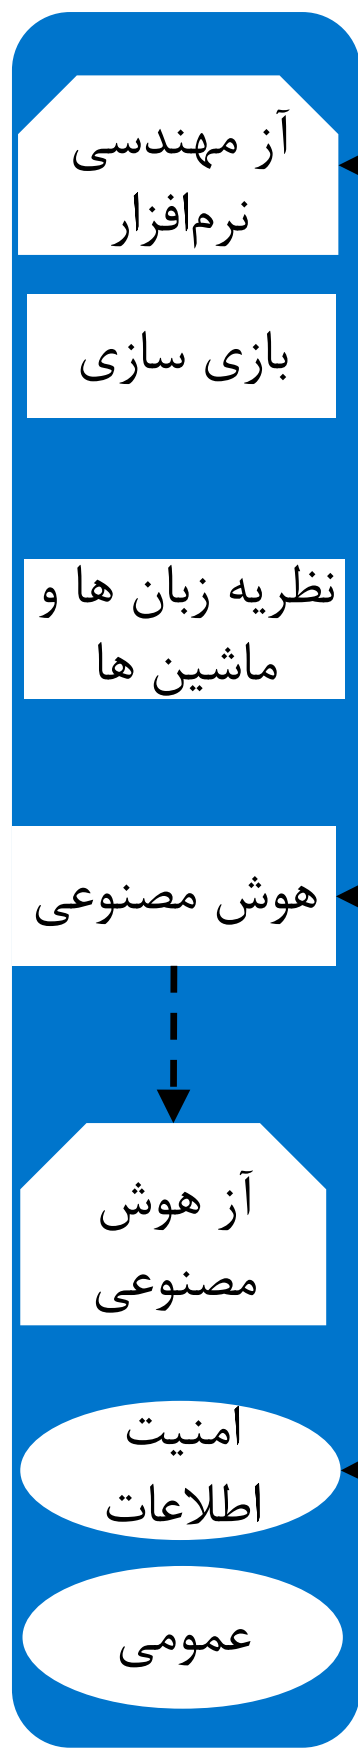 آز مهندسی
نرم‌افزار
بازی سازی
نظریه زبان ها و
ماشین ها
هوش مصنوعی
آز هوش
مصنوعی
امنیت
اطلاعات
عمومی